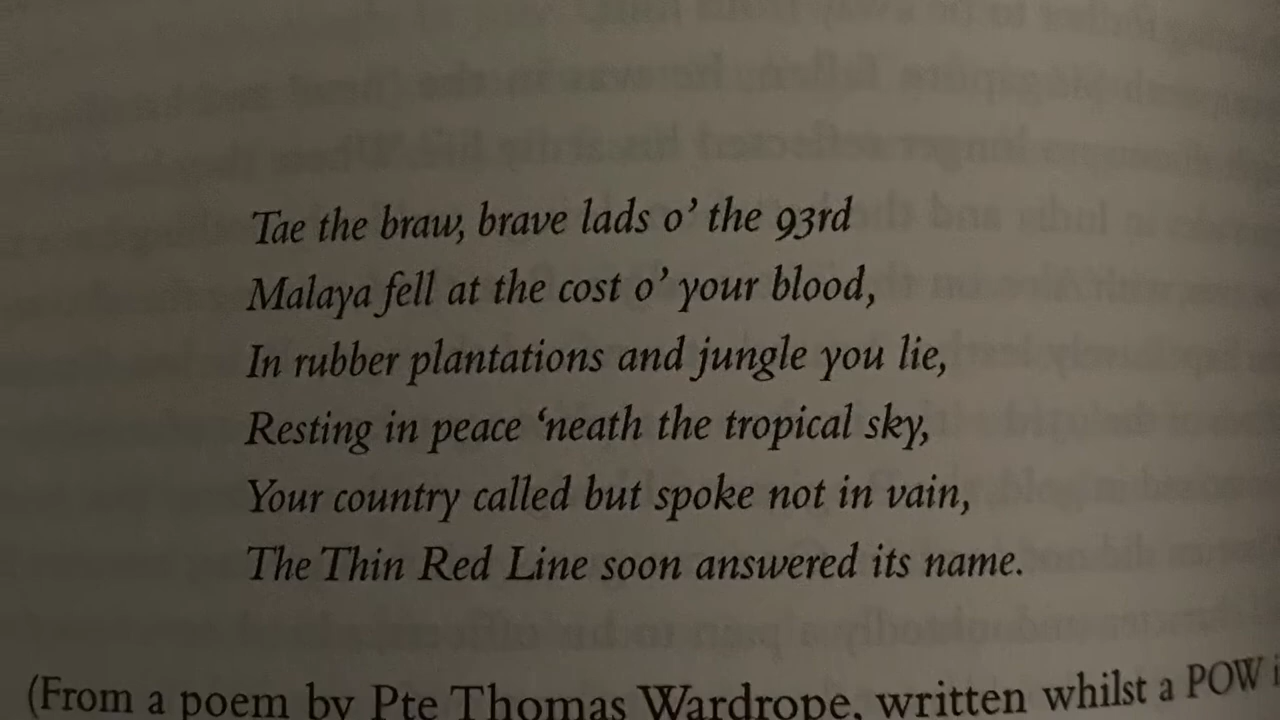 Tae the braw, brave lads o’ the 93rd
Malaya fell at the cost o’ your blood,
In rubber plantations and jungle you lie,
Resting in peace ‘neath the tropical sky,
Your country called but spoke not in vain,
The Thin Red Line soon answered its name.
(From a poem by Pte Thomas Wardrope, written whilst a POW